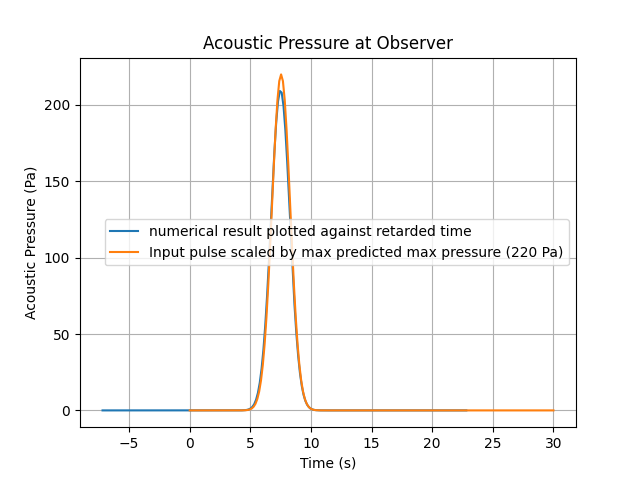 Acoustic Pressure at Observer
200
150
100
50
0
Acoustic Pressure (Pa)
numerical result plotted against retarded time
Input pulse scaled by max predicted max pressure (220 Pa)
−5 0 5 10 15 20 25 30
Time (s)